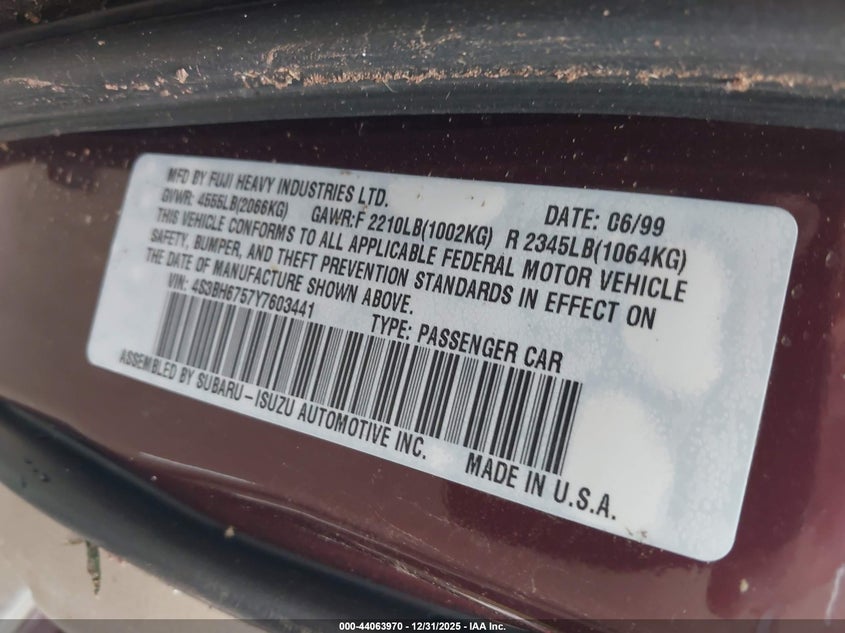 MFD BY FUJI HEAVY INDUSTRIES LTD. DATE: 06/99
GVWR: 4555LB(2066KG) GAWR:F 2210LB(1002KG) R 2345LB(1064KG)
THIS VEHICLE CONFORMS TO ALL APPLICABLE FEDERAL MOTOR VEHICLE
SAFETY, BUMPER, AND THEFT PREVENTION STANDARDS IN EFFECT ON
THE DATE OF MANUFACTURE SHOWN ABOVE.
VIN: 4S3BH6757Y7603441 TYPE: PASSENGER CAR
ASSEMBLED BY SUBARU-ISUZU AUTOMOTIVE INC. MADE IN U.S.A.
000-44063970 - 12/31/2025 - IAA Inc.